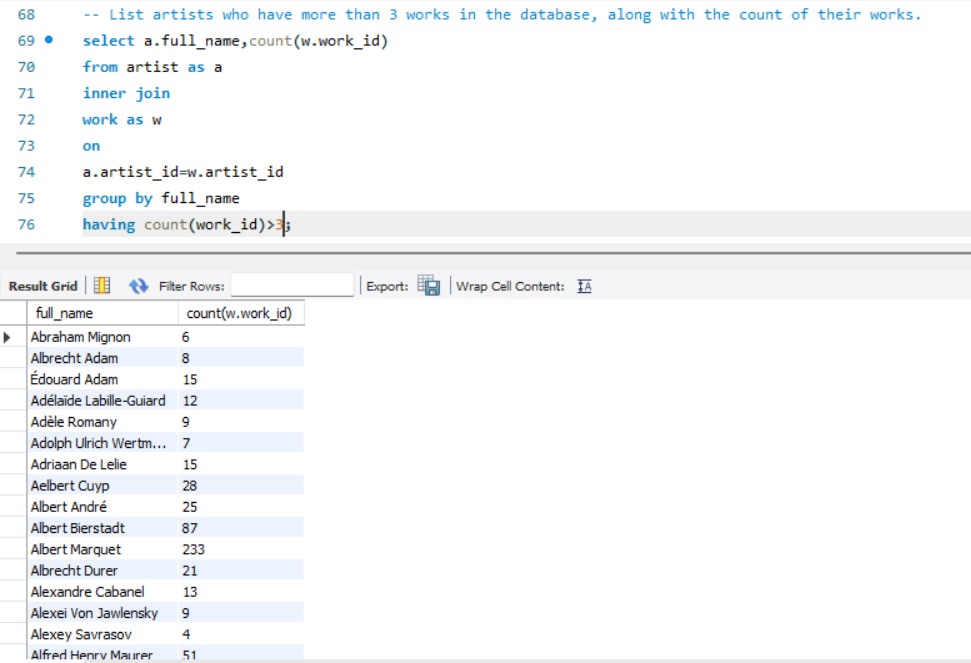 68 -- List artists who have more than 3 works in the database, along with the count of their works.
69 select a.full_name,count(w.work_id)
70 from artist as a
71 inner join
72 work as w
73 on
74 a.artist_id=w.artist_id
75 group by full_name
76 having count(work_id)>3;
Result Grid Filter Rows: Export: Wrap Cell Content: IA
full_name count(w.work_id)
Abraham Mignon 6
Albrecht Adam 8
Édouard Adam 15
Adélaïde Labille-Guiard 12
Adèle Romany 9
Adolph Ulrich Wertm... 7
Adriaan De Lelie 15
Aelbert Cuyp 28
Albert André 25
Albert Bierstadt 87
Albert Marquet 233
Albrecht Durer 21
Alexandre Cabanel 13
Alexei Von Jawlensky 9
Alexey Savrasov 4
Alfred Henry Maurer 51